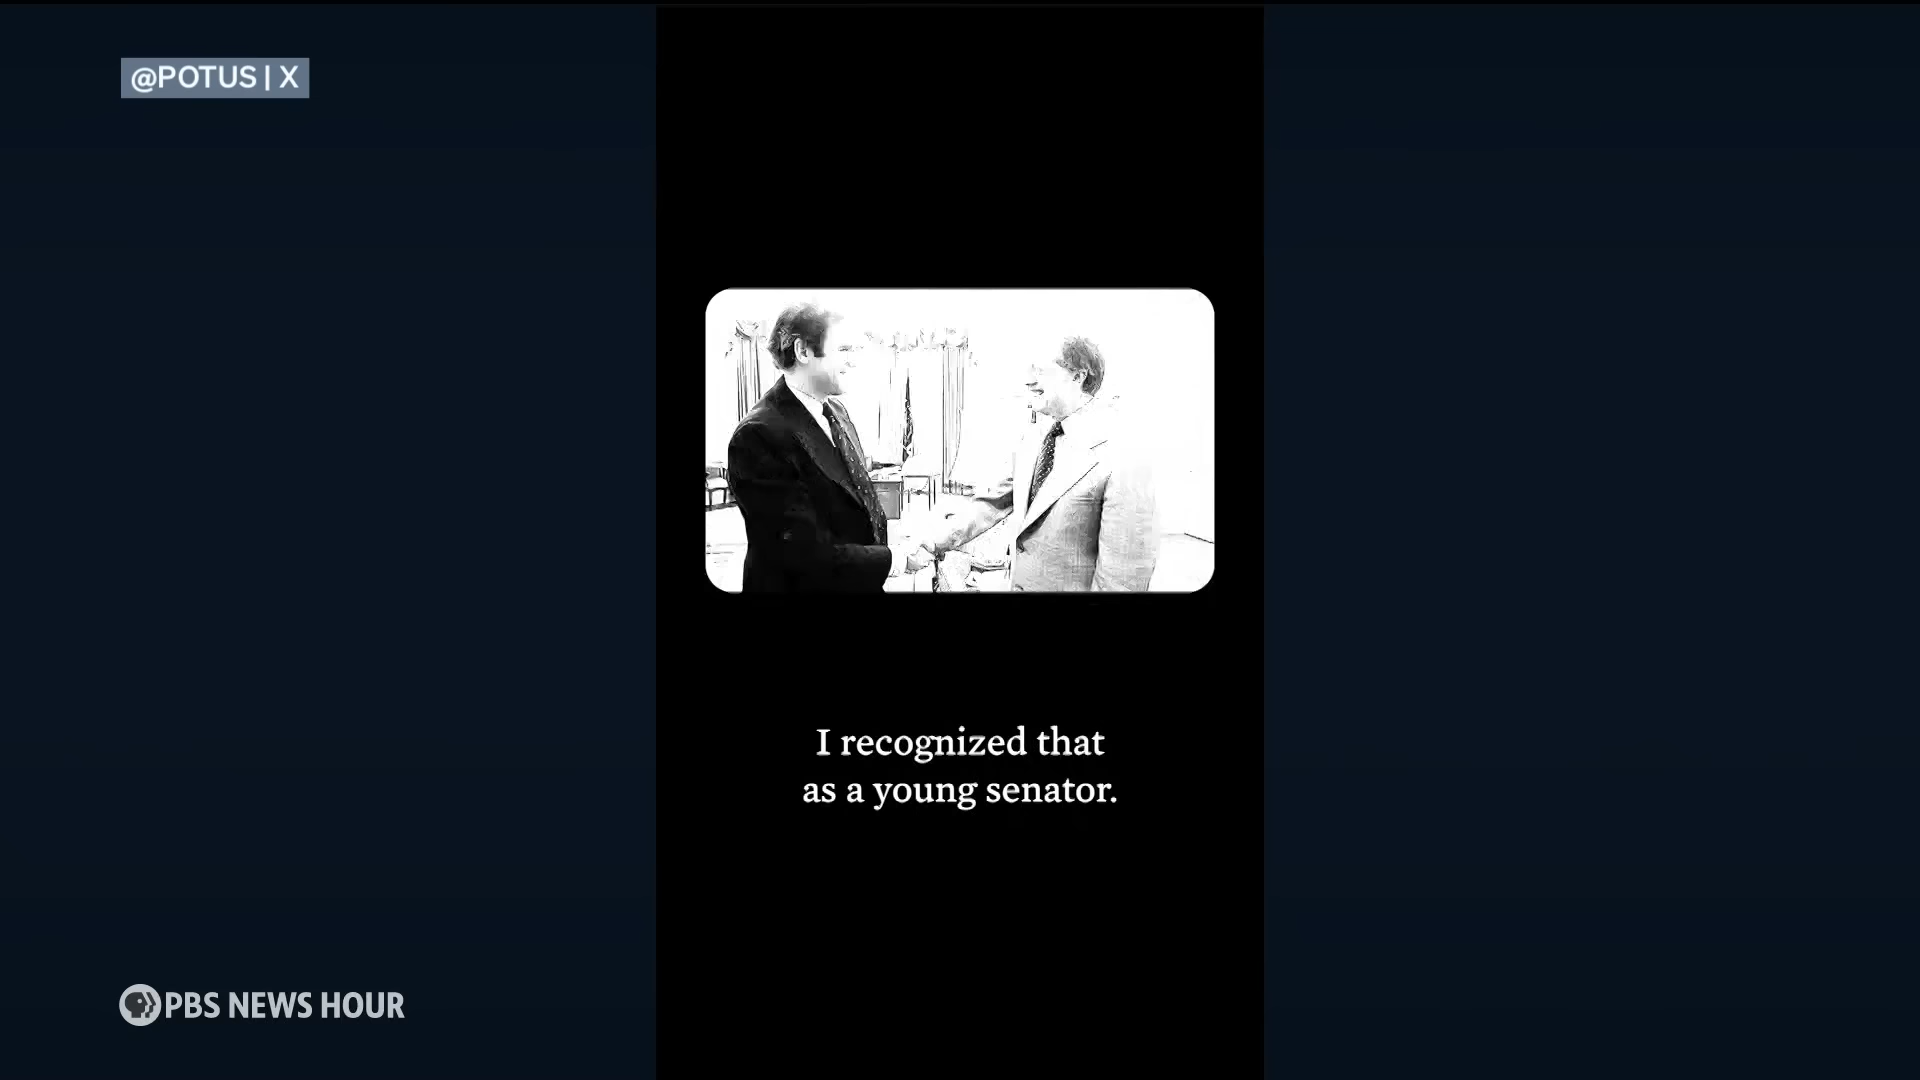 @POTUS | X
I recognized that
as a young senator.
PBS NEWS HOUR